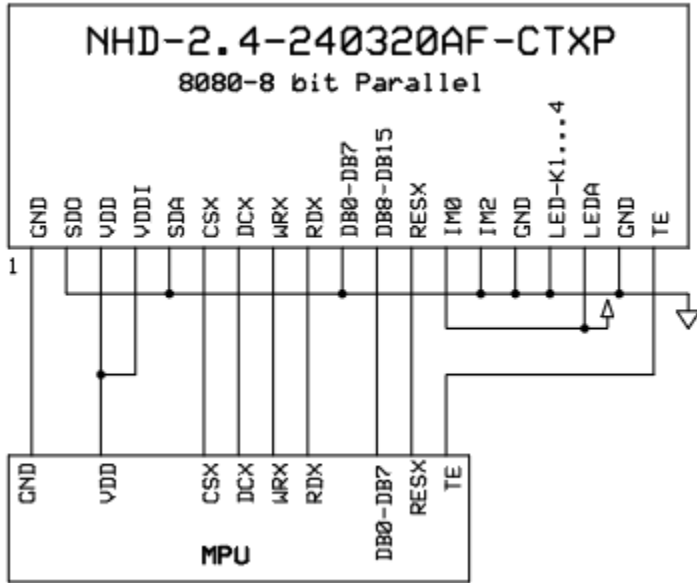 NHD-2.4-240320AF-CTXP
8080-8 bit Parallel
GND
SDO
VDD
VDDI
SDA
CSX
DCX
WRX
RDX
DB0-DB7
DB8-DB15
RESX
IM0
IM2
GND
LED-K1...4
LEDA
GND
TE
1
GND
VDD
CSX
DCX
WRX
RDX
DB0-DB7
RESX
TE
MPU